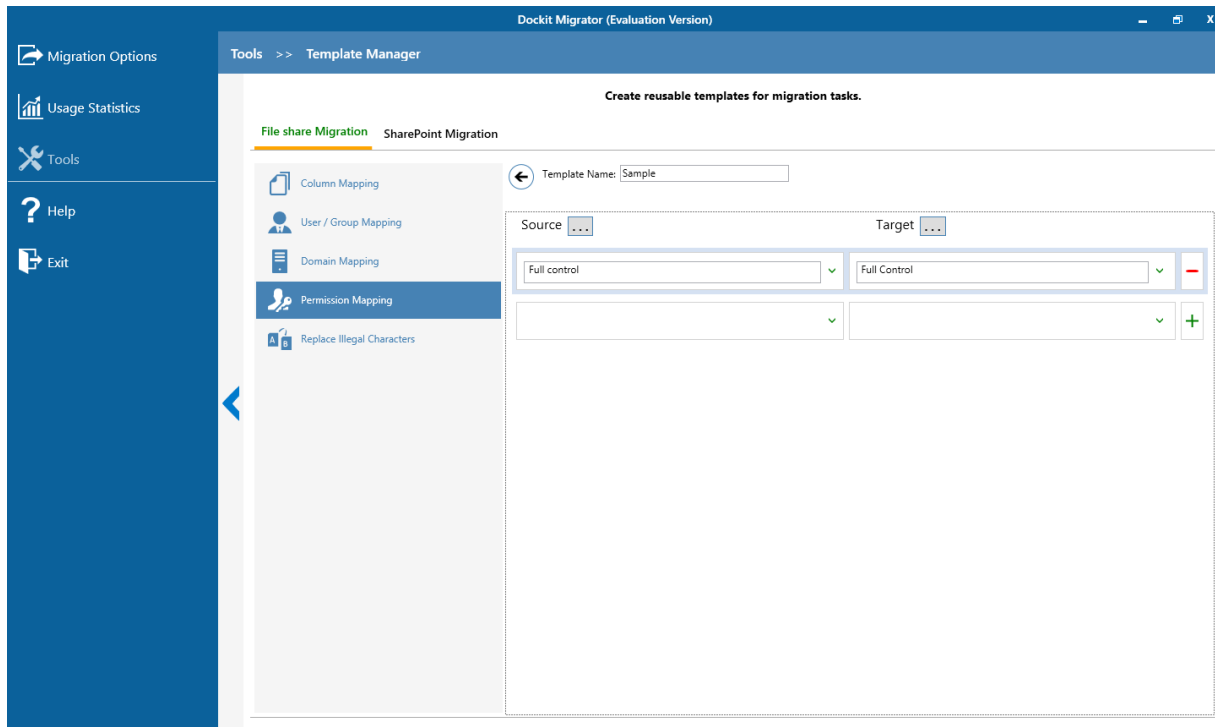 Dockit Migrator (Evaluation Version)
Migration Options
Usage Statistics
Tools
Help
Exit
Tools >> Template Manager
Create reusable templates for migration tasks.
File share Migration SharePoint Migration
Column Mapping
User / Group Mapping
Domain Mapping
Permission Mapping
Replace Illegal Characters
Template Name: Sample
Source ... Target ...
Full control Full Control